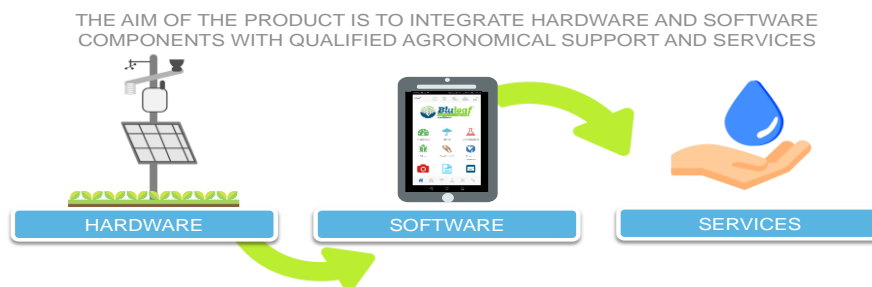 THE AIM OF THE PRODUCT IS TO INTEGRATE HARDWARE AND SOFTWARE
COMPONENTS WITH QUALIFIED AGRONOMICAL SUPPORT AND SERVICES
Bluleaf
HARDWARE
SOFTWARE
SERVICES